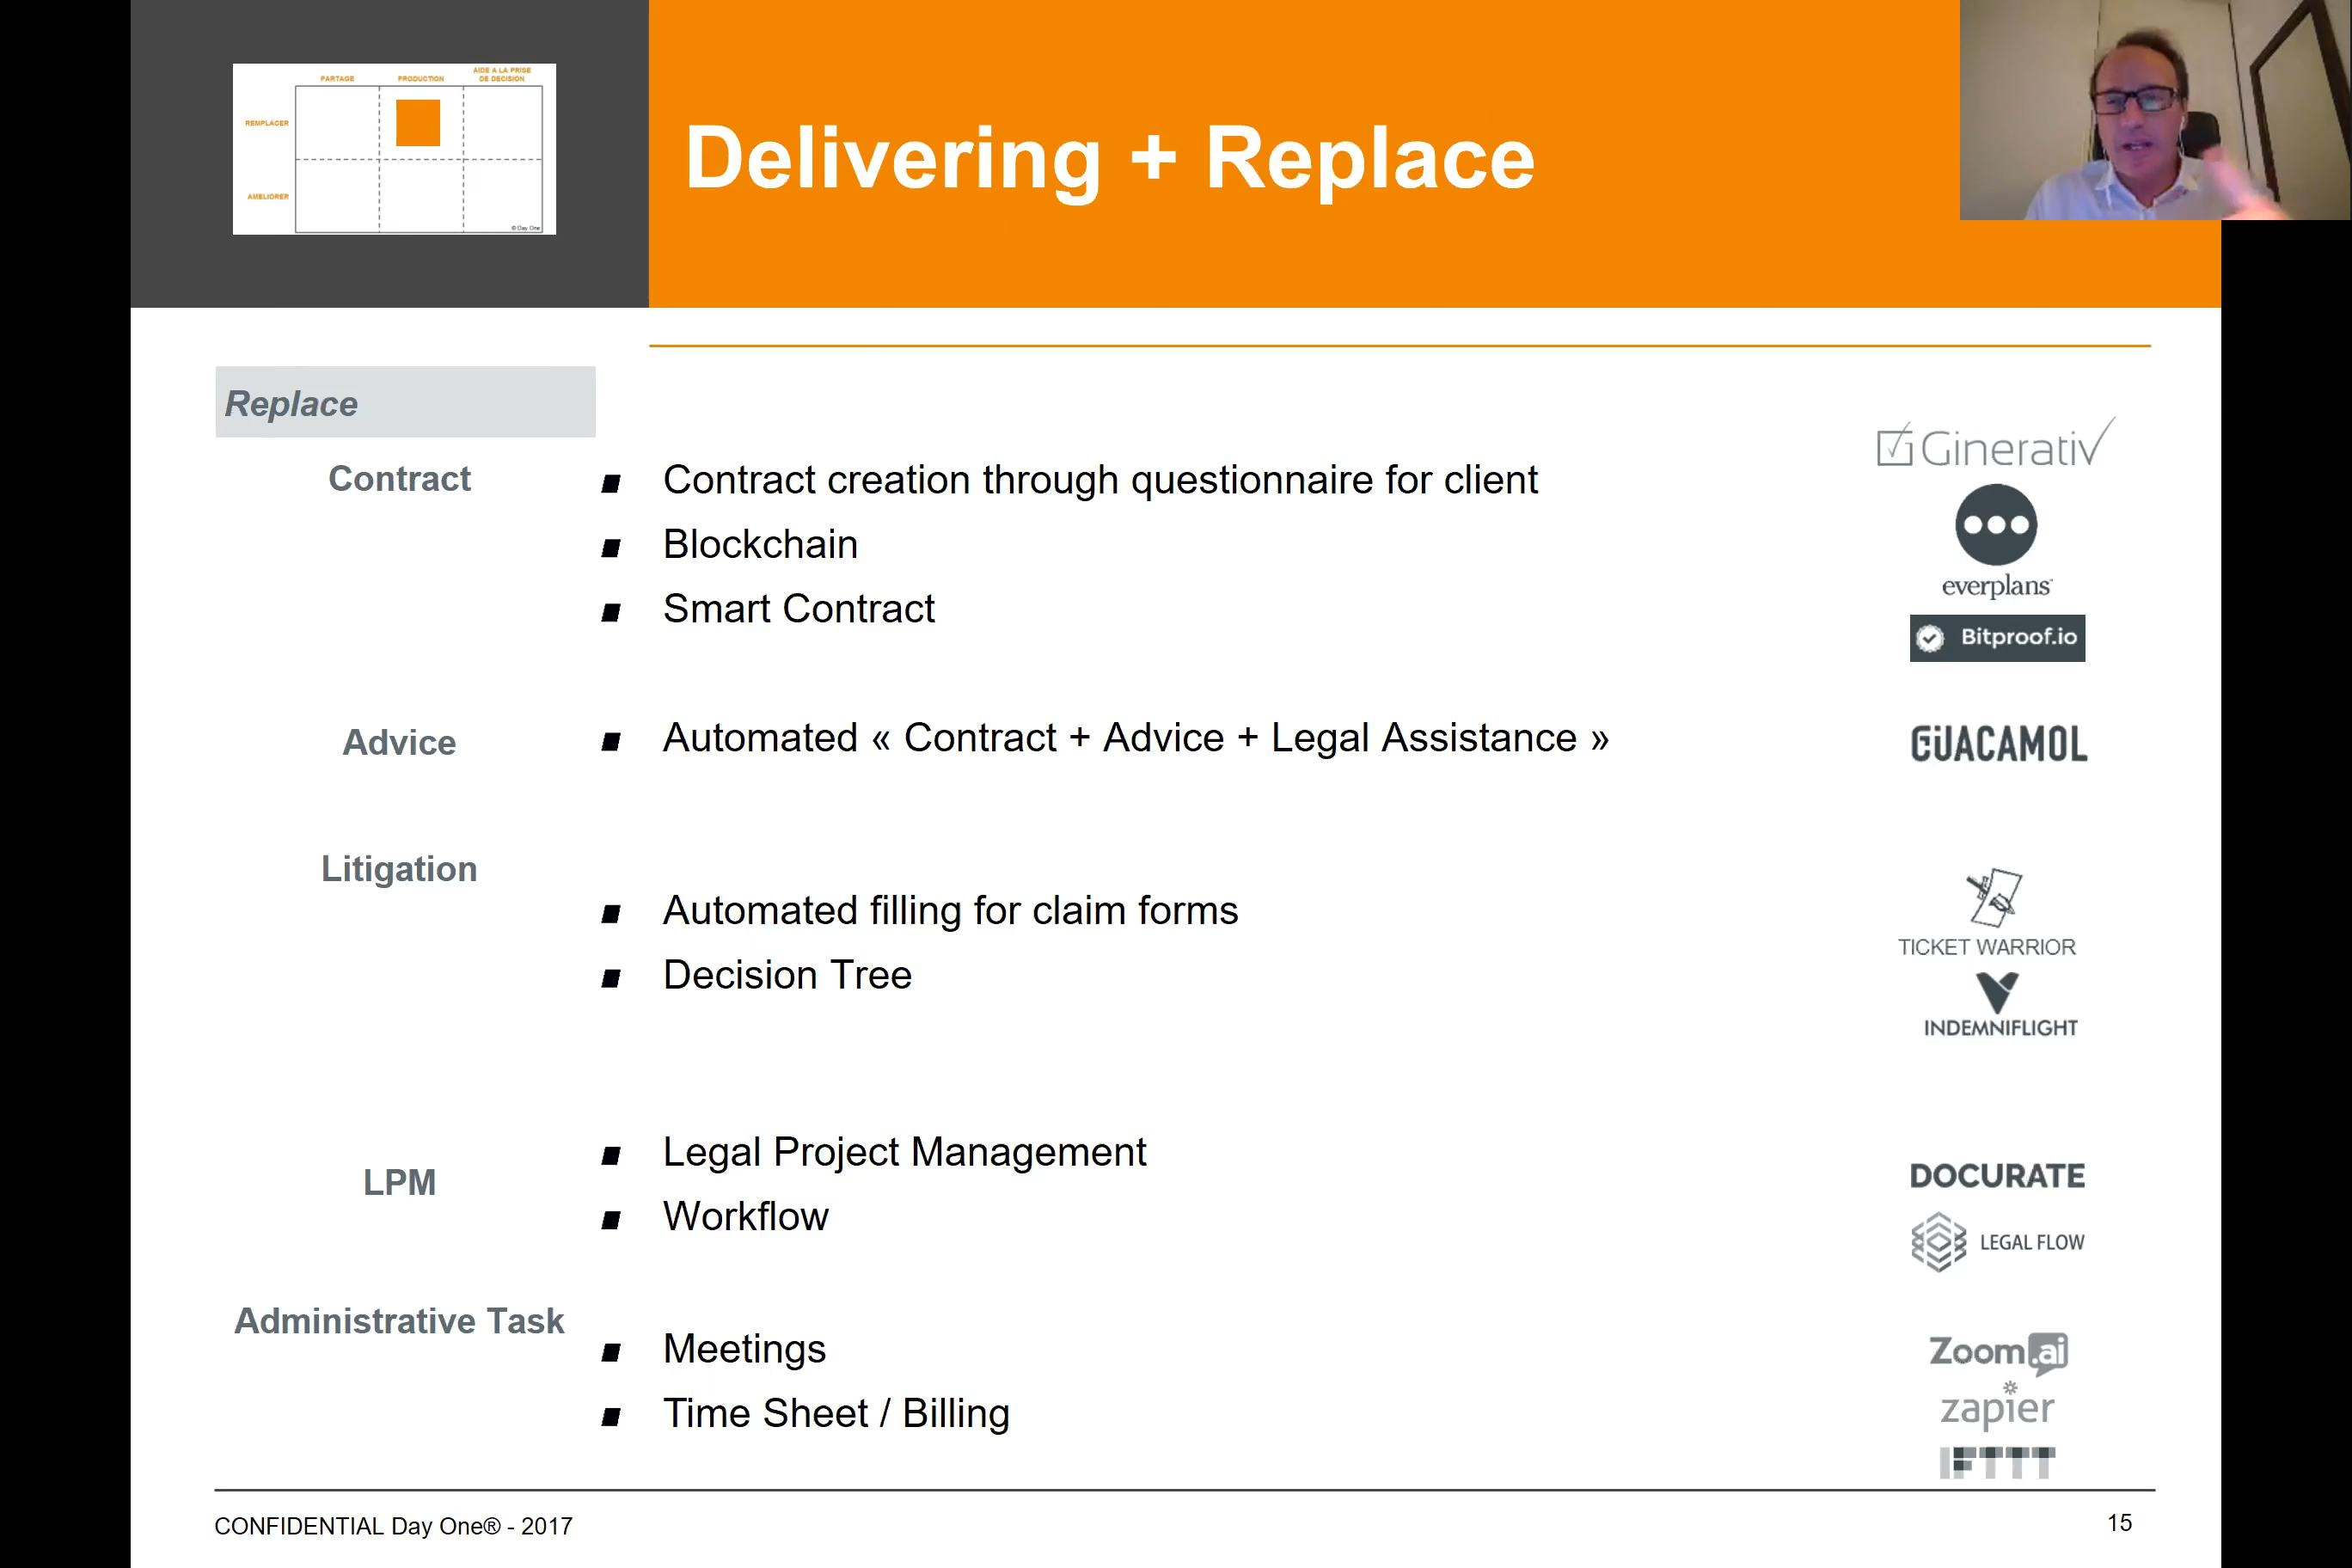 PARTAGE PRODUCTION AIDE A LA PRISE
DE DECISION
REMPLACER
AMELIORER
© Day One
Delivering + Replace
Replace
Contract
Contract creation through questionnaire for client
Blockchain
Smart Contract
Ginerativ
everplans
Bitproof.io
Advice
Automated « Contract + Advice + Legal Assistance »
GUACAMOL
Litigation
Automated filling for claim forms
Decision Tree
TICKET WARRIOR
INDEMNIFLIGHT
LPM
Legal Project Management
Workflow
DOCURATE
LEGAL FLOW
Administrative Task
Meetings
Time Sheet / Billing
Zoom.ai
zapier
IFTTT
CONFIDENTIAL Day One® - 2017
15